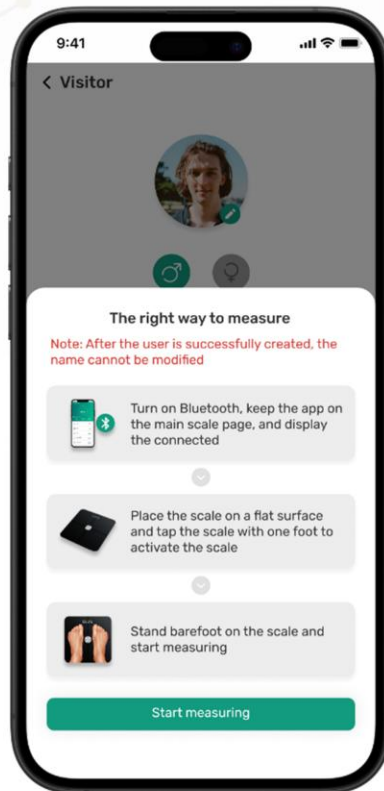 9:41
Visitor
The right way to measure
Note: After the user is successfully created, the
name cannot be modified
Turn on Bluetooth, keep the app on
the main scale page, and display
the connected
Place the scale on a flat surface
and tap the scale with one foot to
activate the scale
Stand barefoot on the scale and
start measuring
Start measuring